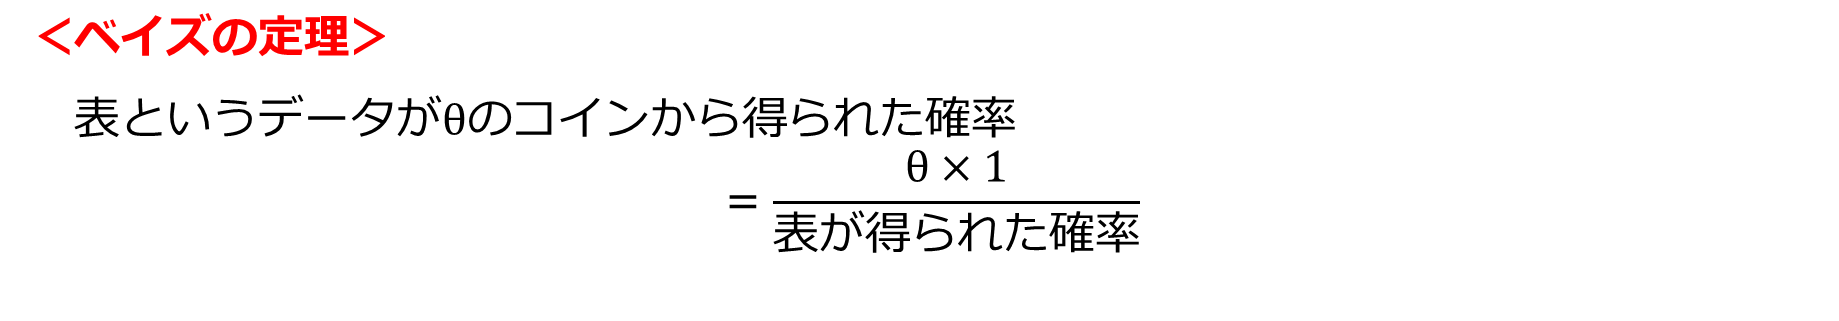 <ベイズの定理>
表というデータがθのコインから得られた確率
θ × 1
=
表が得られた確率